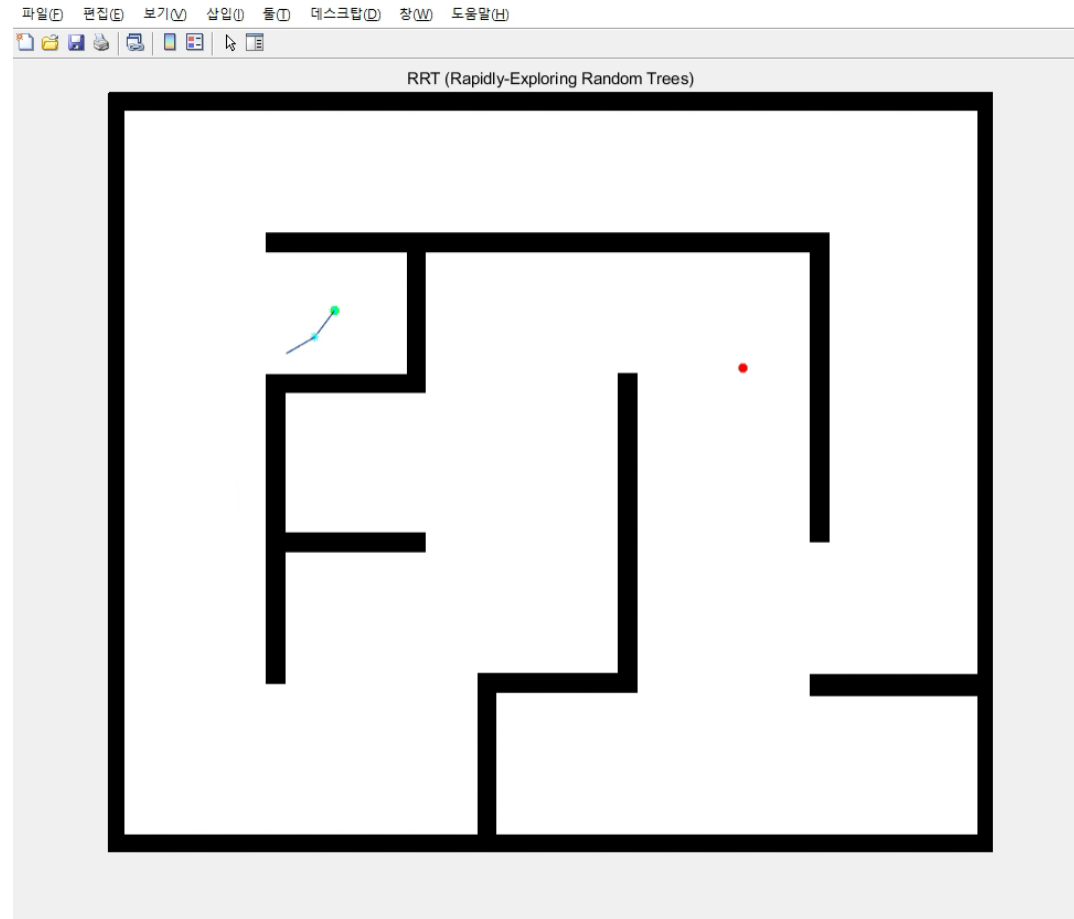 파일(F) 편집(E) 보기(V) 삽입(I) 툴(T) 데스크탑(D) 창(W) 도움말(H)
RRT (Rapidly-Exploring Random Trees)